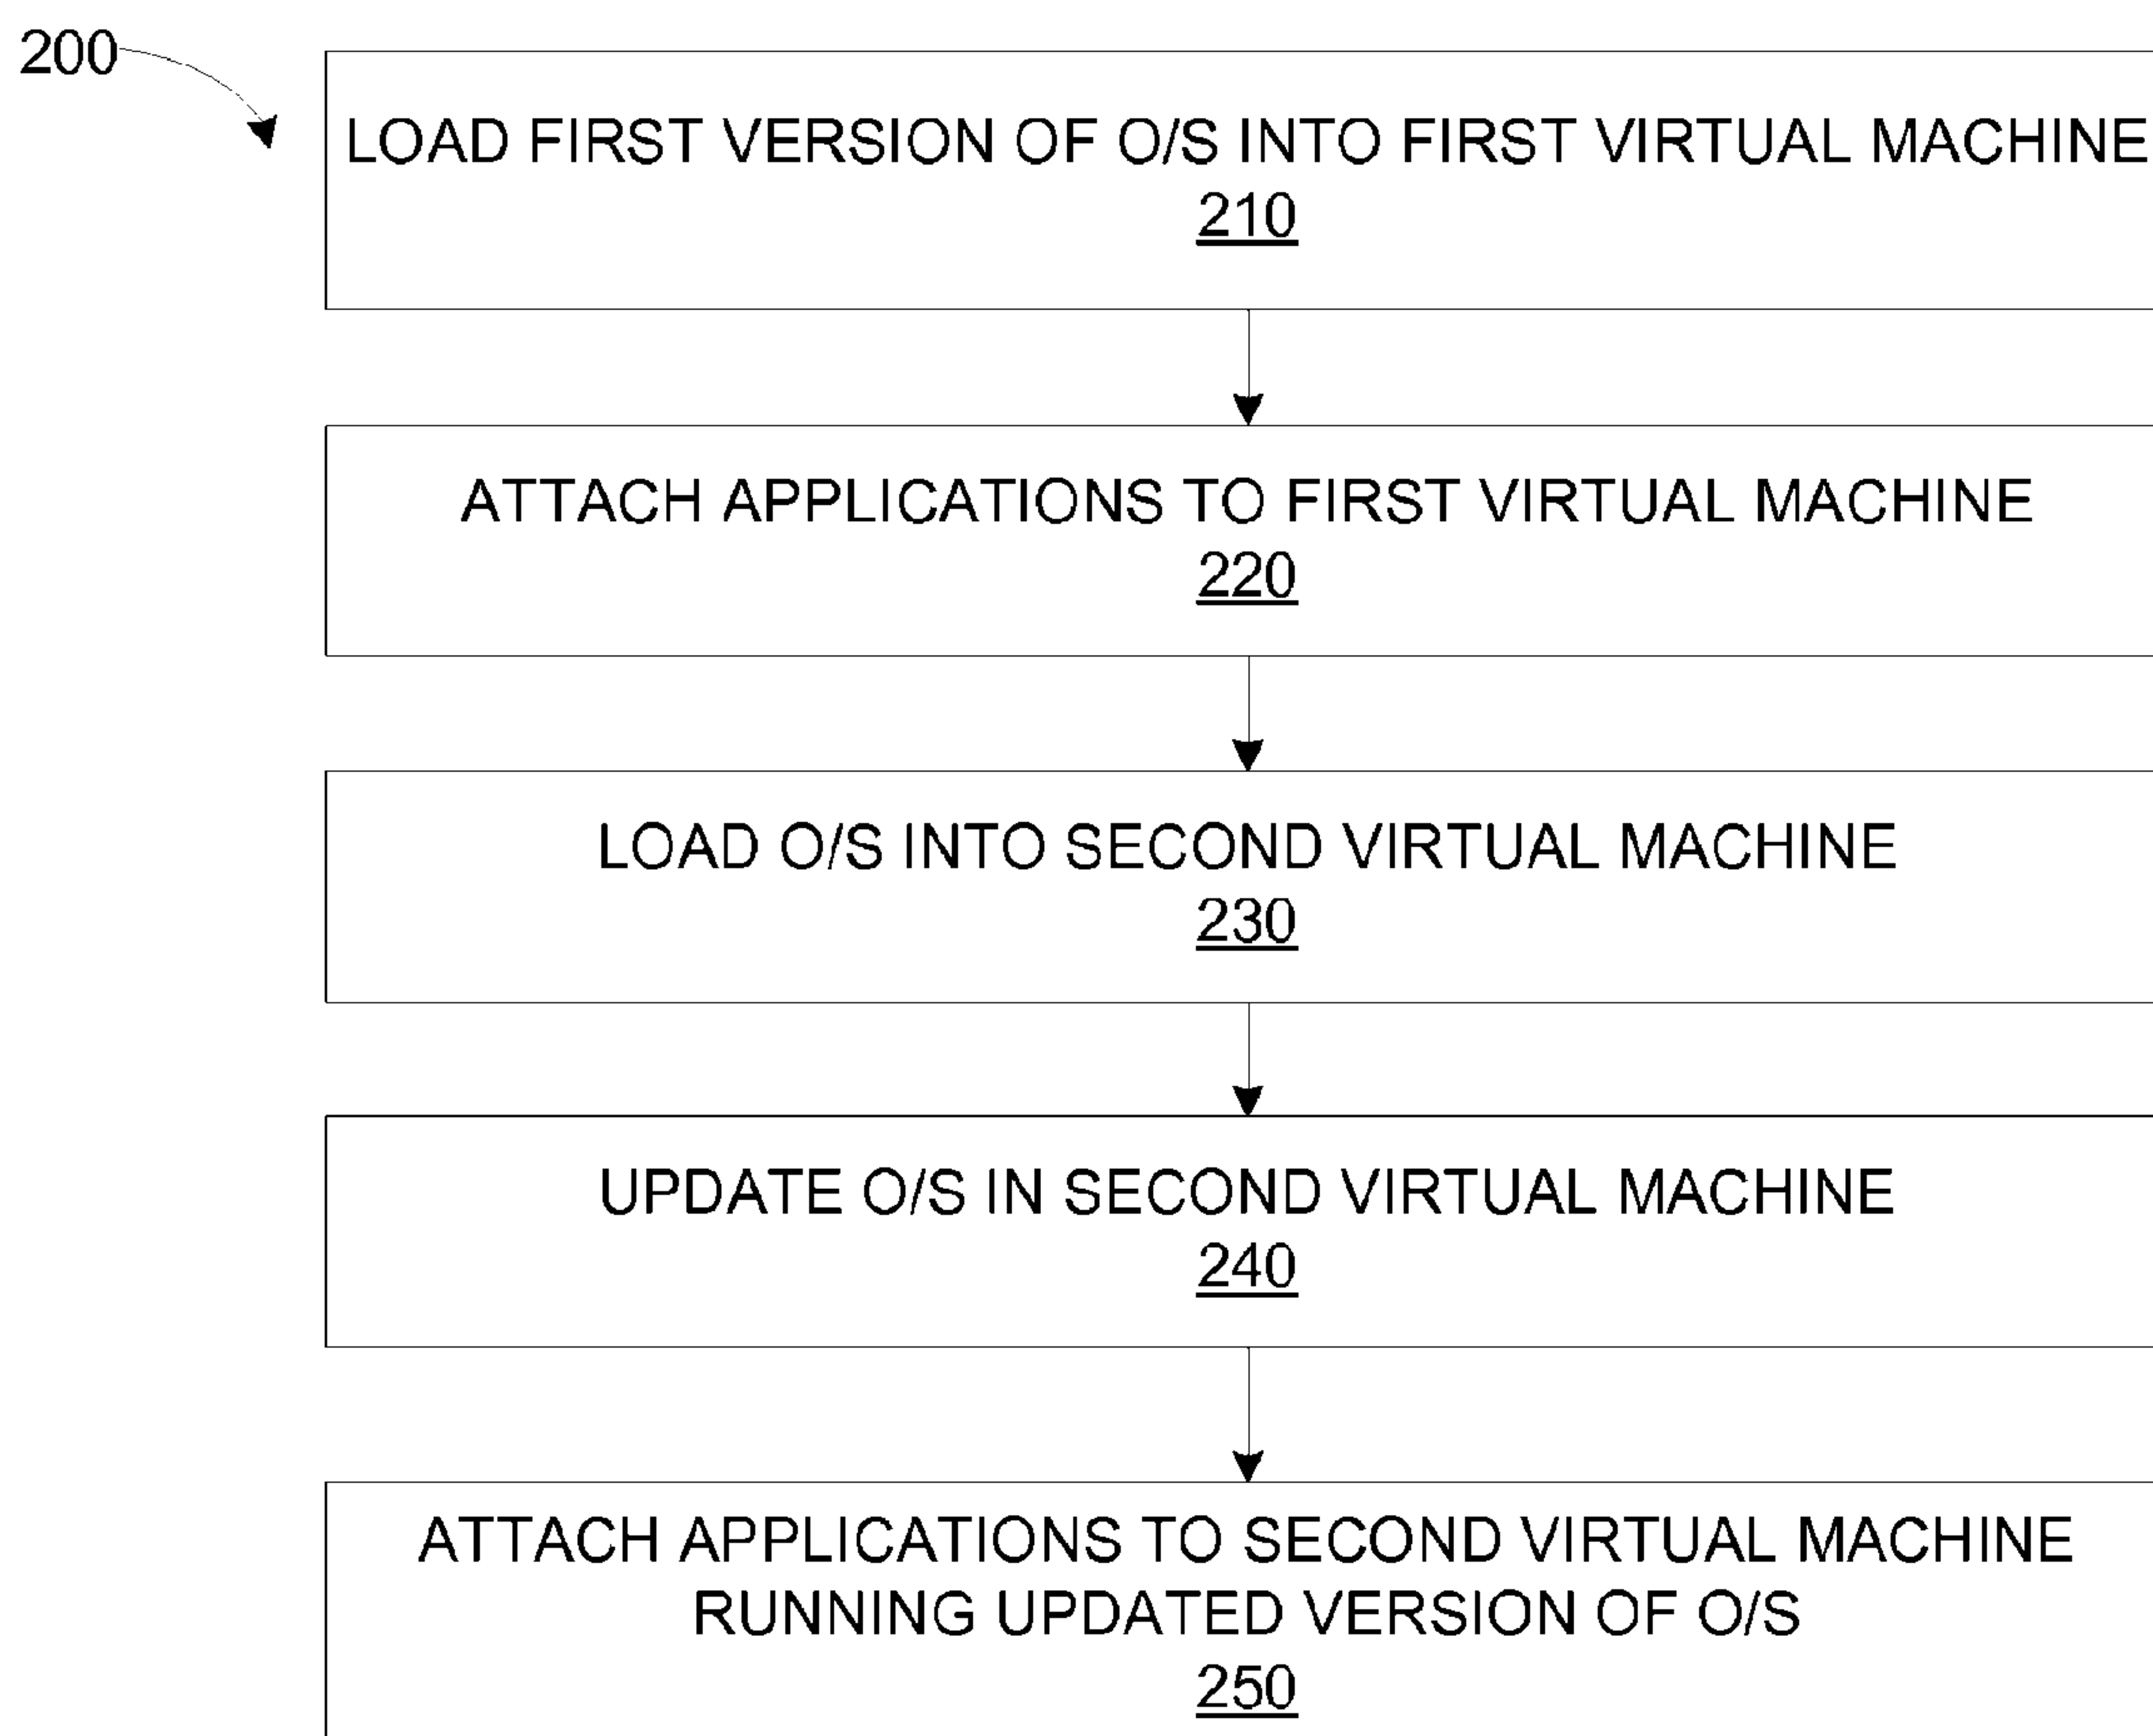 200
LOAD FIRST VERSION OF O/S INTO FIRST VIRTUAL MACHINE
210
ATTACH APPLICATIONS TO FIRST VIRTUAL MACHINE
220
LOAD O/S INTO SECOND VIRTUAL MACHINE
230
UPDATE O/S IN SECOND VIRTUAL MACHINE
240
ATTACH APPLICATIONS TO SECOND VIRTUAL MACHINE
RUNNING UPDATED VERSION OF O/S
250